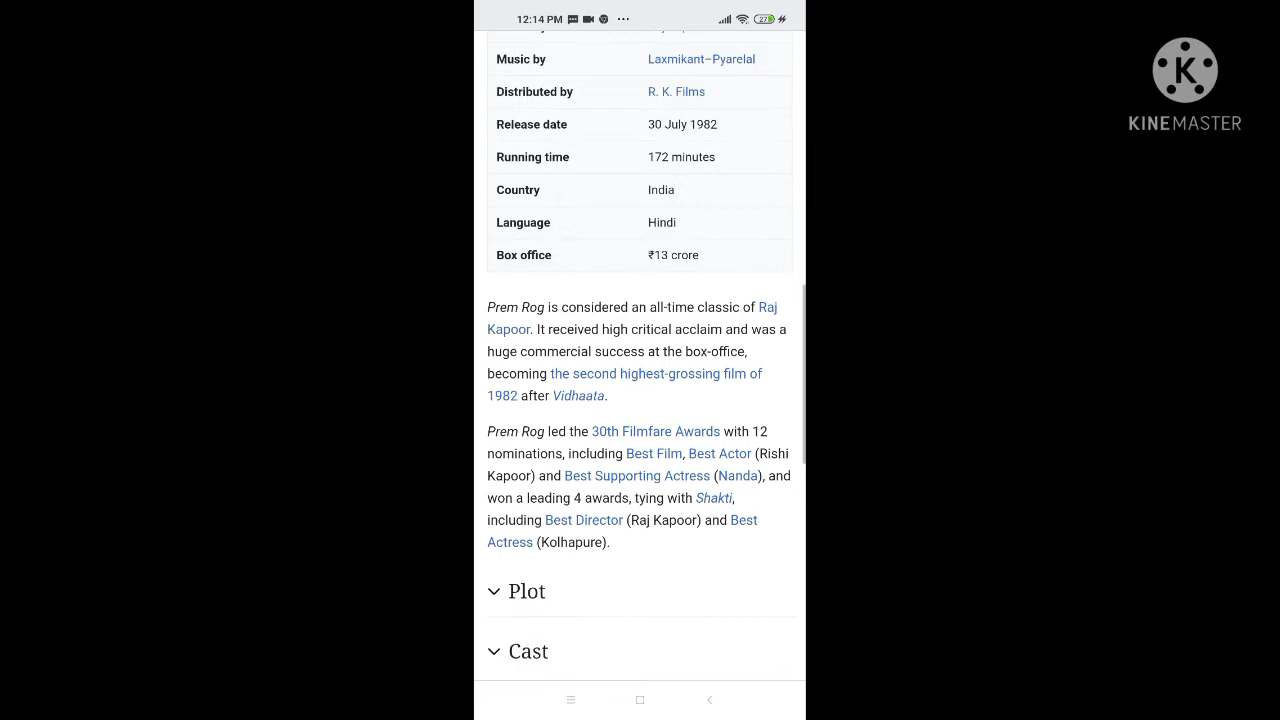 12:14 PM
27
K
KINEMASTER
Music by Laxmikant–Pyarelal
Distributed by R. K. Films
Release date 30 July 1982
Running time 172 minutes
Country India
Language Hindi
Box office ₹13 crore
Prem Rog is considered an all-time classic of Raj
Kapoor. It received high critical acclaim and was a
huge commercial success at the box-office,
becoming the second highest-grossing film of
1982 after Vidhaata.
Prem Rog led the 30th Filmfare Awards with 12
nominations, including Best Film, Best Actor (Rishi
Kapoor) and Best Supporting Actress (Nanda), and
won a leading 4 awards, tying with Shakti,
including Best Director (Raj Kapoor) and Best
Actress (Kolhapure).
Plot
Cast